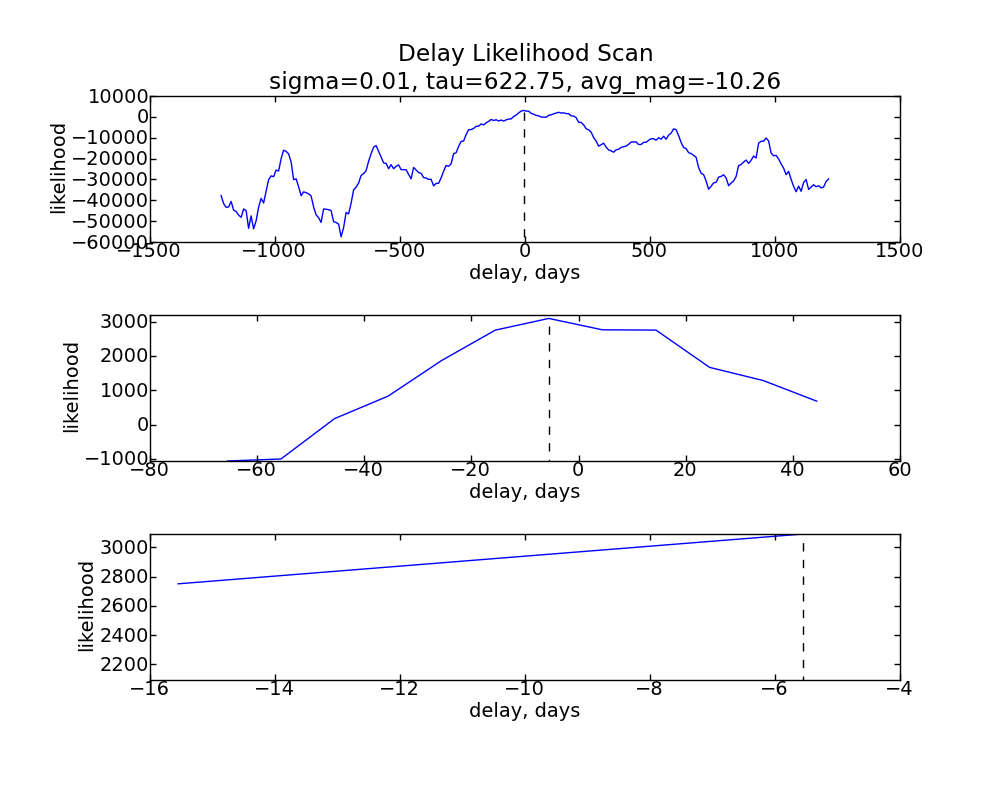 Delay Likelihood Scan
sigma=0.01, tau=622.75, avg_mag=-10.26
10000
0
−10000
−20000
−30000
−40000
−50000
−60000
likelihood
−1500 −1000 −500 0 500 1000 1500
delay, days
3000
2000
1000
0
−1000
likelihood
−80 −60 −40 −20 0 20 40 60
delay, days
3000
2800
2600
2400
2200
likelihood
−16 −14 −12 −10 −8 −6 −4
delay, days